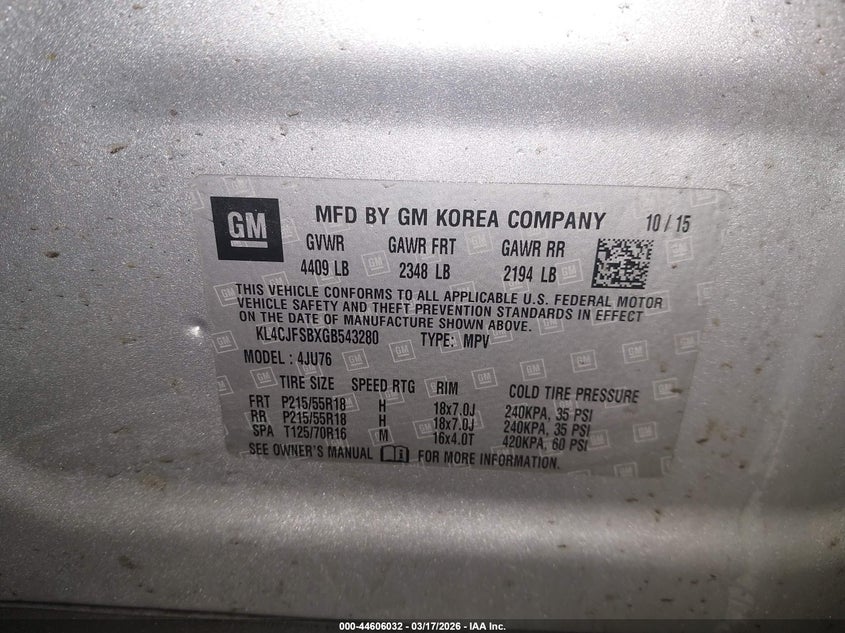 GM
MFD BY GM KOREA COMPANY 10 / 15
GVWR GAWR FRT GAWR RR
4409 LB 2348 LB 2194 LB
THIS VEHICLE CONFORMS TO ALL APPLICABLE U.S. FEDERAL MOTOR
VEHICLE SAFETY AND THEFT PREVENTION STANDARDS IN EFFECT
ON THE DATE OF MANUFACTURE SHOWN ABOVE.
KL4CJFSBXGB543280 TYPE: MPV
MODEL : 4JU76
TIRE SIZE SPEED RTG RIM COLD TIRE PRESSURE
FRT P215/55R18 H 18x7.0J 240KPA, 35 PSI
RR P215/55R18 H 18x7.0J 240KPA, 35 PSI
SPA T125/70R16 M 16x4.0T 420KPA, 60 PSI
SEE OWNER'S MANUAL FOR MORE INFORMATION.
000-44606032 - 03/17/2026 - IAA Inc.